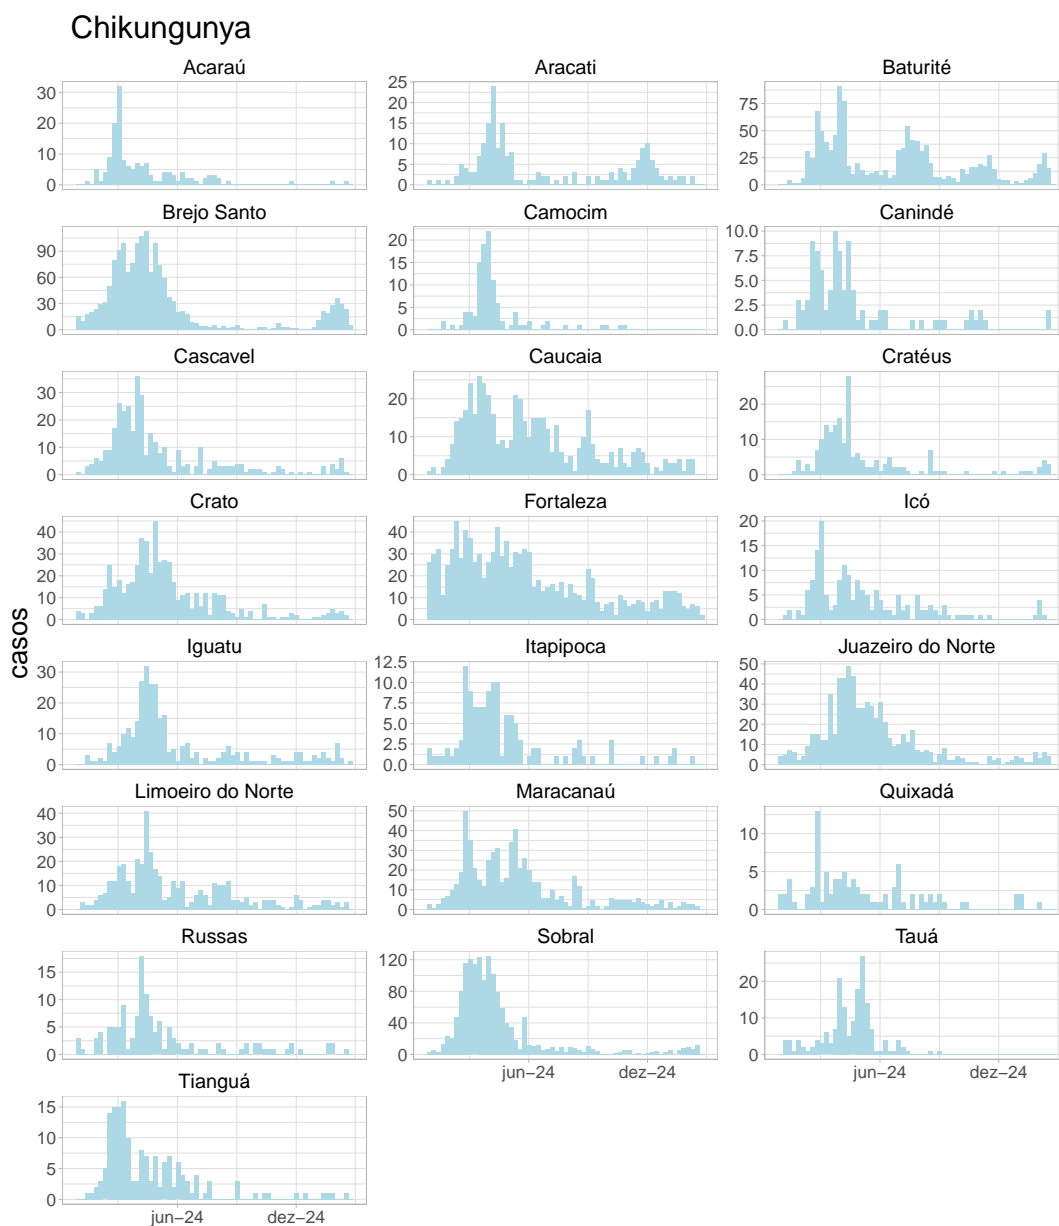 Chikungunya
Acaraú Aracati Baturité
30 20 10 0
25 20 15 10 5 0
75 50 25 0
Brejo Santo Camocim Canindé
90 60 30 0
20 15 10 5 0
10.0 7.5 5.0 2.5 0.0
Cascavel Caucaia Cratéus
30 20 10 0
20 10 0
20 10 0
Crato Fortaleza Icó
40 30 20 10 0
40 30 20 10 0
20 15 10 5 0
casos
Iguatu Itapipoca Juazeiro do Norte
30 20 10 0
12.5 10.0 7.5 5.0 2.5 0.0
50 40 30 20 10 0
Limoeiro do Norte Maracanaú Quixadá
40 30 20 10 0
50 40 30 20 10 0
10 5 0
Russas Sobral Tauá
15 10 5 0
120 80 40 0
20 10 0
jun−24 dez−24 jun−24 dez−24
Tianguá
15 10 5 0
jun−24 dez−24